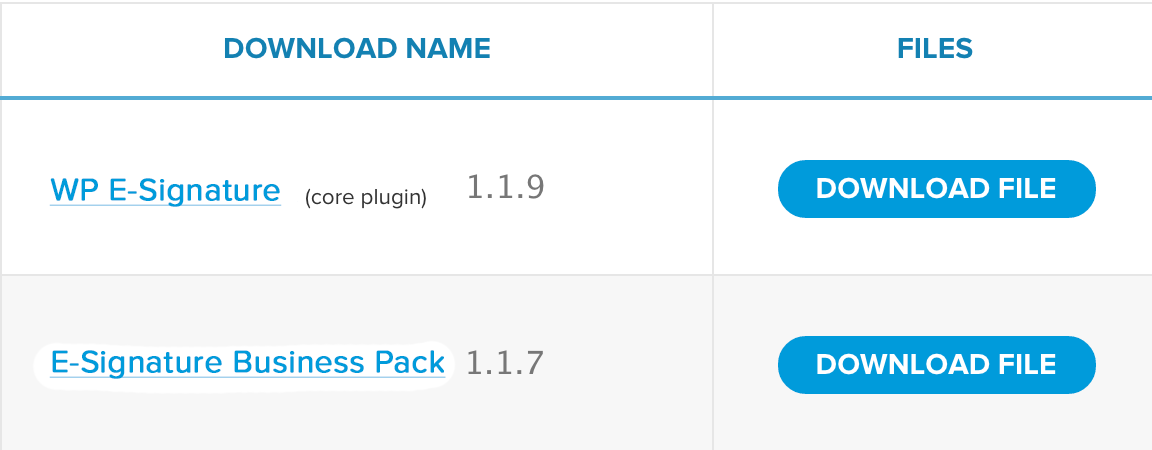 DOWNLOAD NAME FILES
WP E-Signature (core plugin) 1.1.9 DOWNLOAD FILE
E-Signature Business Pack 1.1.7 DOWNLOAD FILE